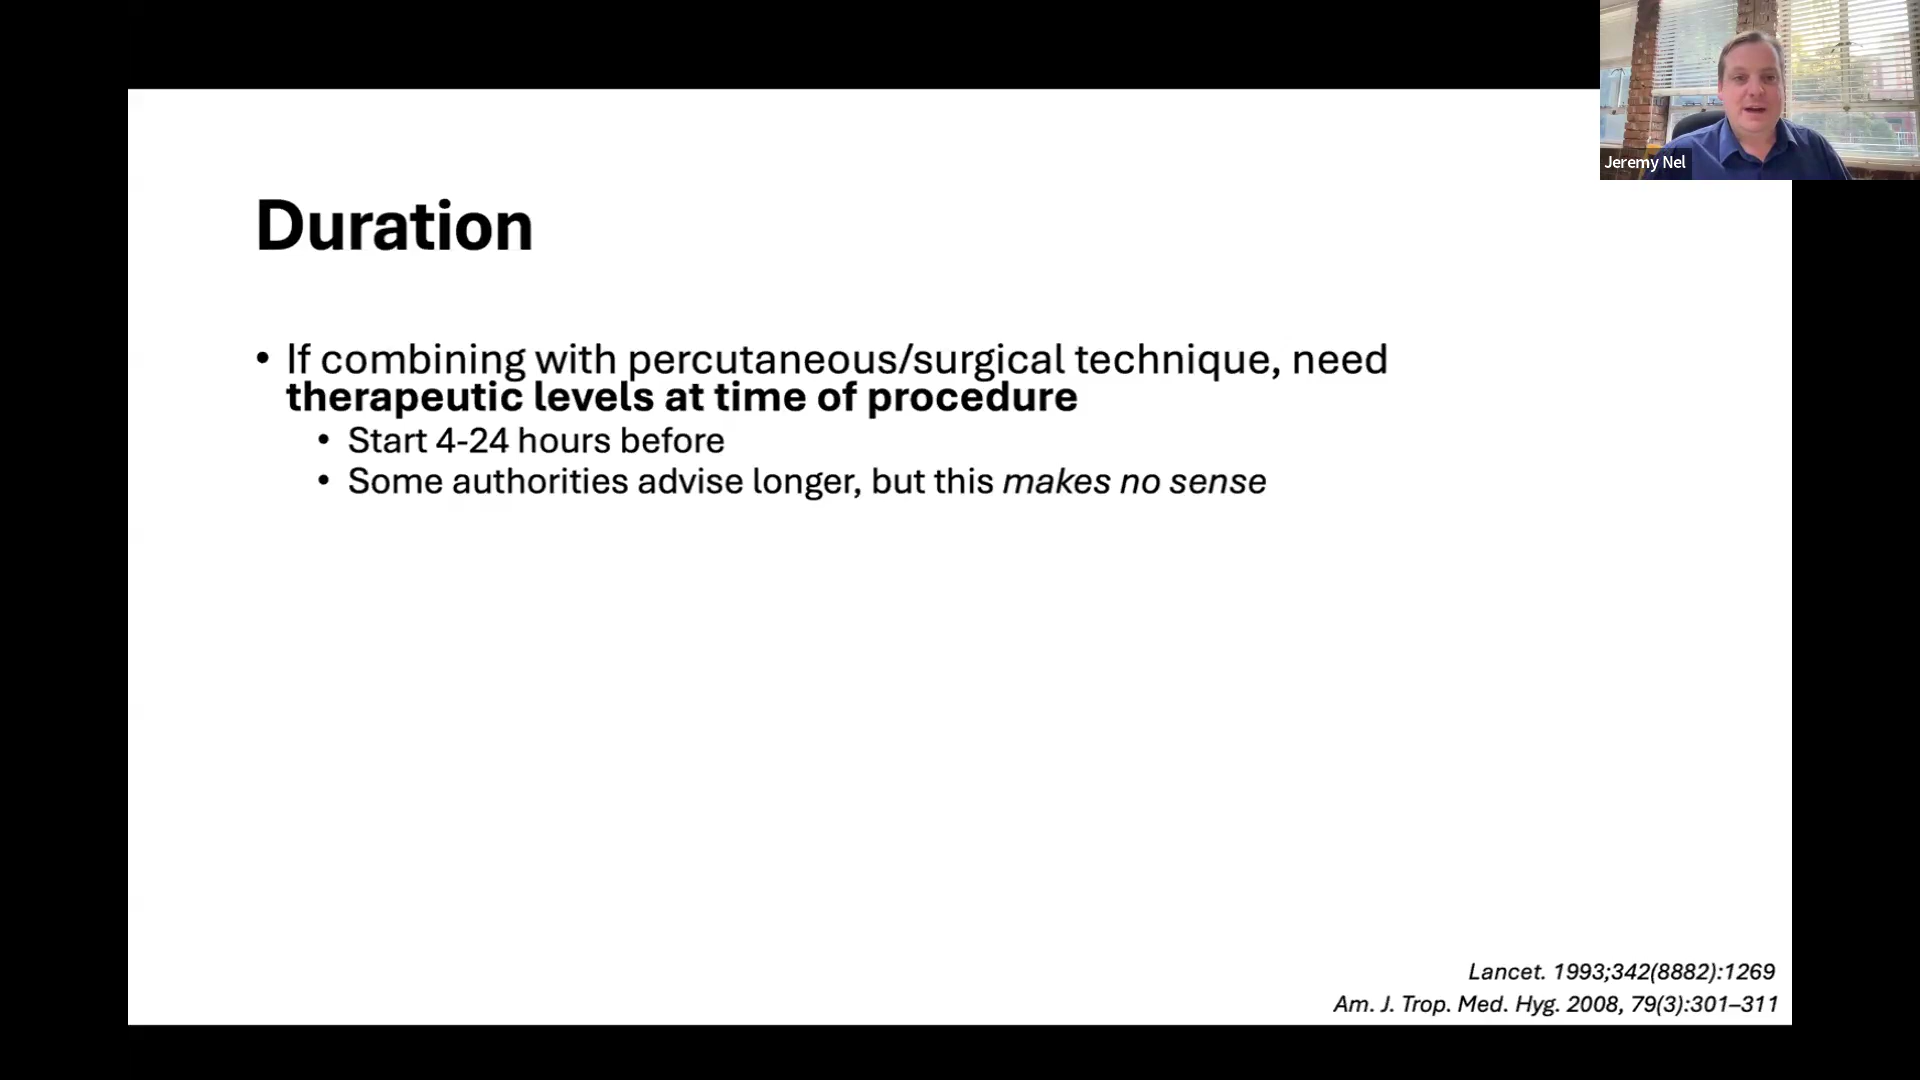 Jeremy Nel
Duration
• If combining with percutaneous/surgical technique, need
therapeutic levels at time of procedure
• Start 4-24 hours before
• Some authorities advise longer, but this makes no sense
Lancet. 1993;342(8882):1269
Am. J. Trop. Med. Hyg. 2008, 79(3):301–311